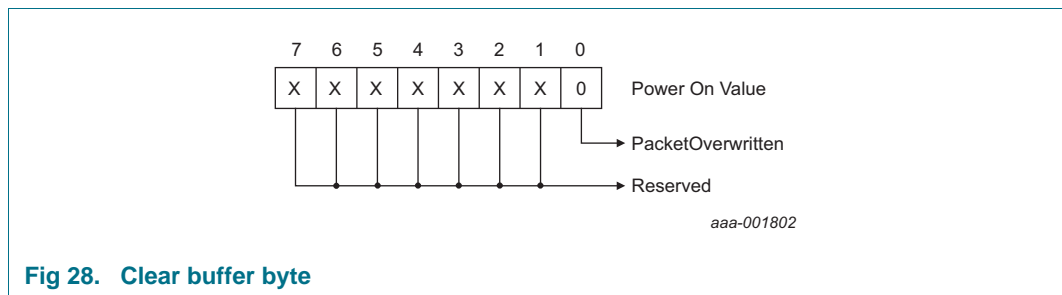 7 6 5 4 3 2 1 0
X X X X X X X 0 Power On Value
PacketOverwritten
Reserved
aaa-001802
Fig 28. Clear buffer byte